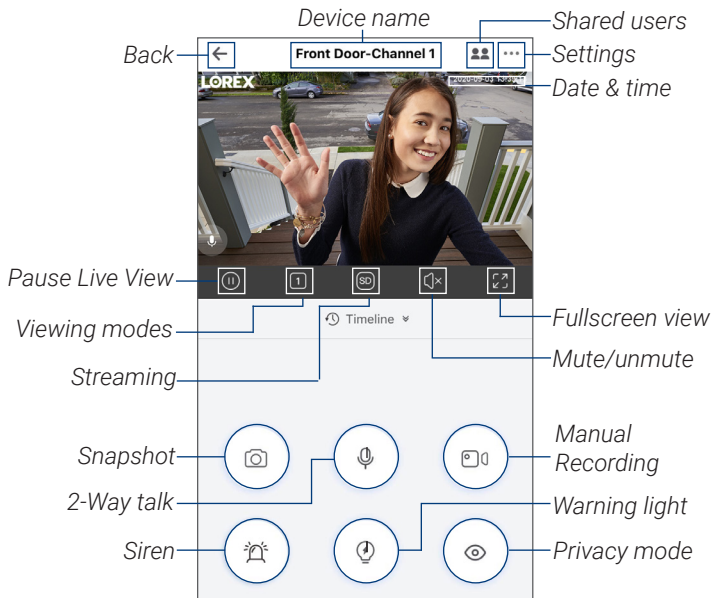 Device name
Shared users
Back
Front Door-Channel 1
Settings
LOREX
Date & time
Pause Live View
1
SD
Viewing modes
Timeline
Fullscreen view
Streaming
Mute/unmute
Snapshot
Manual
Recording
2-Way talk
Warning light
Siren
Privacy mode